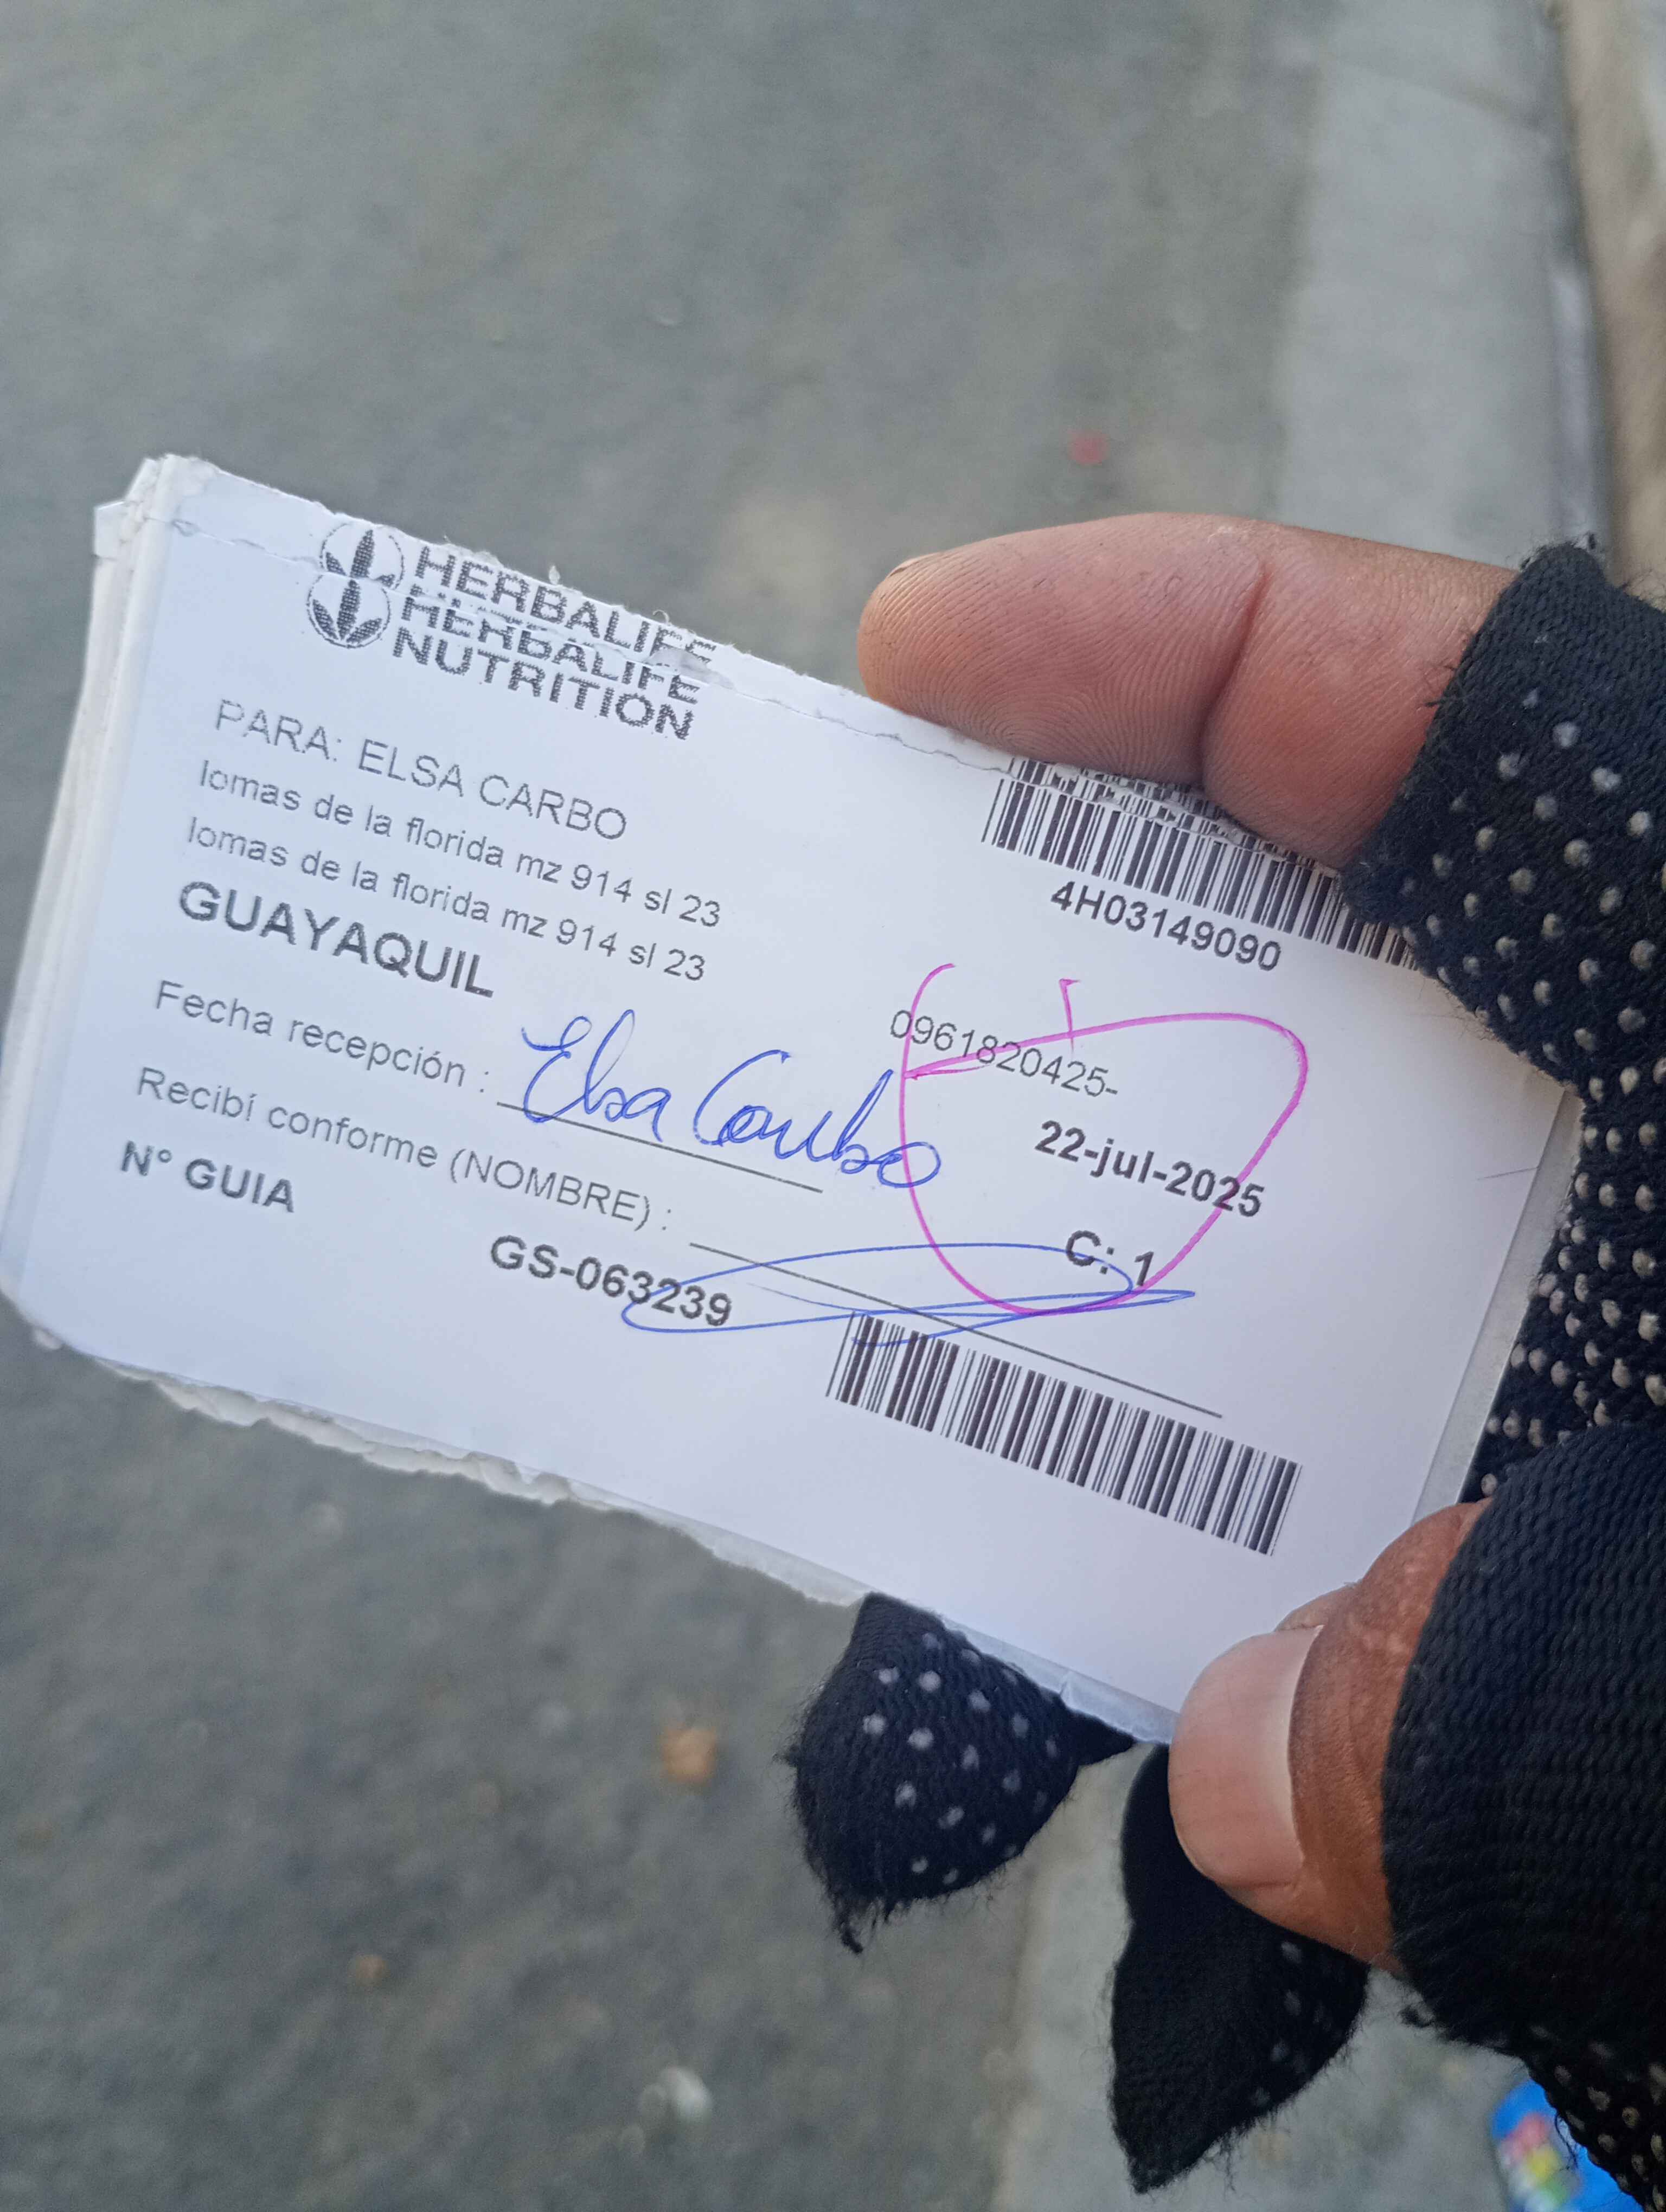 HERBALIFE
HERBALIFE
NUTRITION
PARA: ELSA CARBO
lomas de la florida mz 914 sl 23
lomas de la florida mz 914 sl 23
GUAYAQUIL
4H03149090
0961820425-
22-jul-2025
C: 1
Fecha recepción : Elsa Carbo
Recibí conforme (NOMBRE) :
Nº GUIA GS-063239